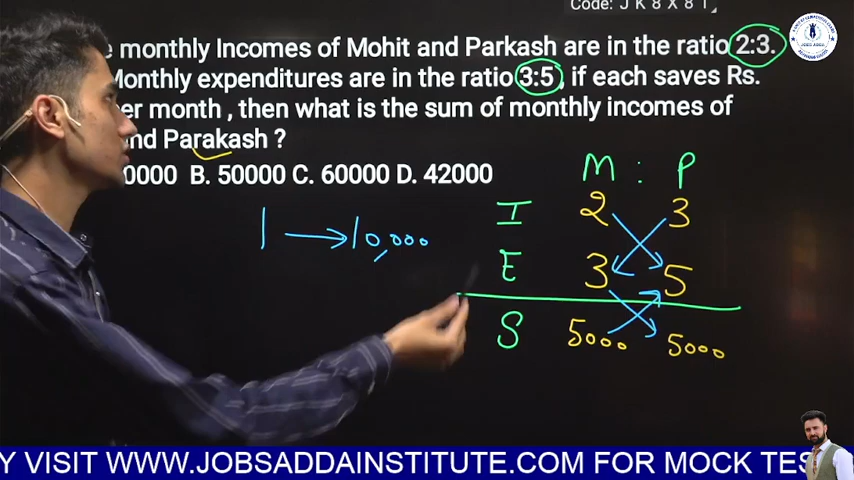 Code: J K 8 X 8 1
e monthly Incomes of Mohit and Parkash are in the ratio 2:3.
Monthly expenditures are in the ratio 3:5, if each saves Rs.
er month , then what is the sum of monthly incomes of
nd Parakash ?
0000 B. 50000 C. 60000 D. 42000
M : P
I 2 3
1 → 10,000
E 3 5
S 5000 5000
Y VISIT WWW.JOBSADDAINSTITUTE.COM FOR MOCK TES